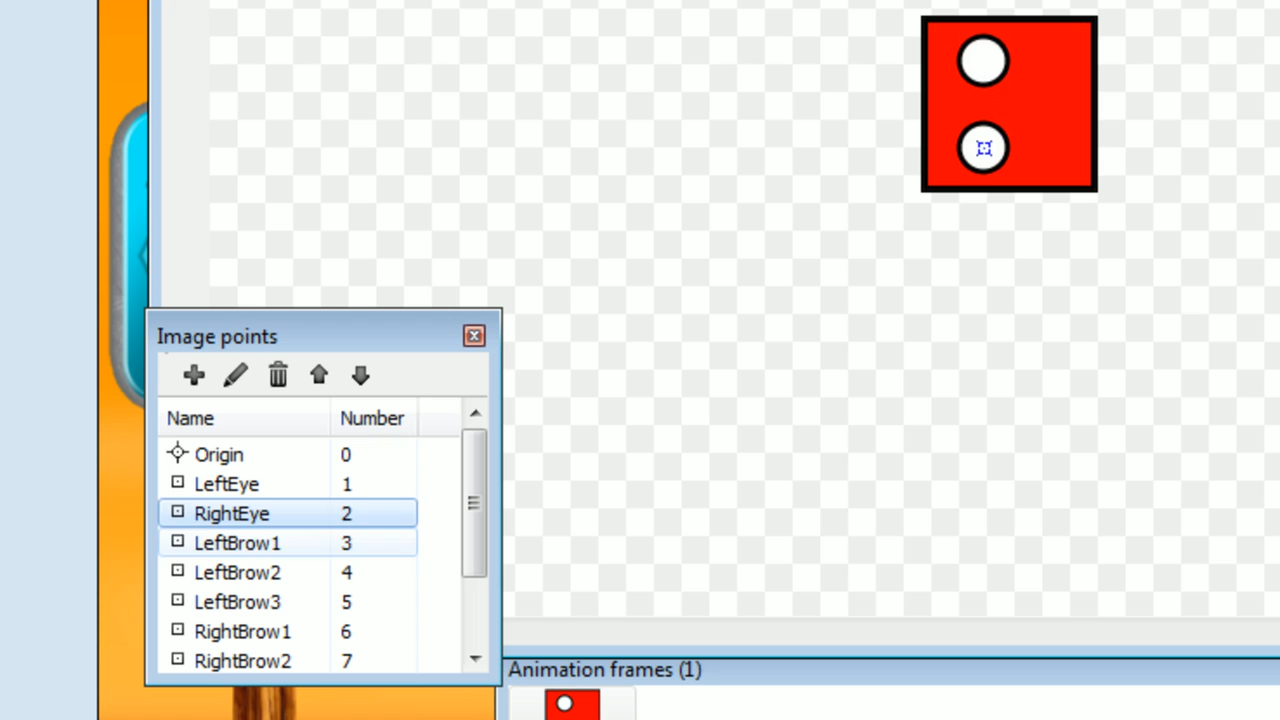 Image points
Name Number
Origin 0
LeftEye 1
RightEye 2
LeftBrow1 3
LeftBrow2 4
LeftBrow3 5
RightBrow1 6
RightBrow2 7
Animation frames (1)